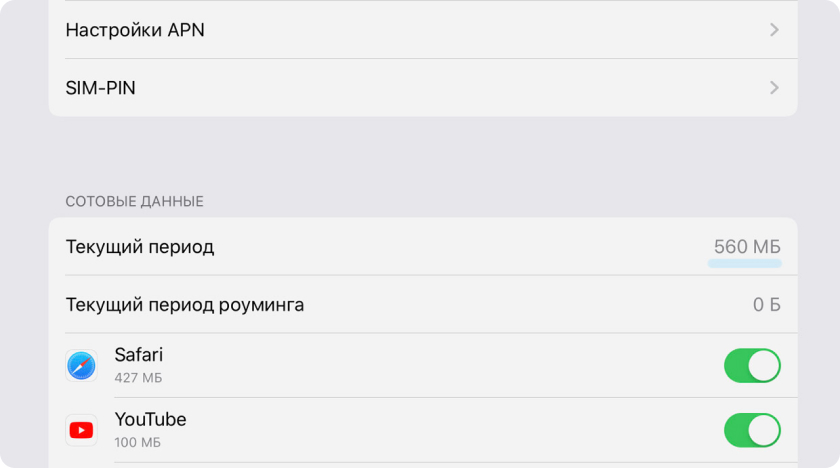 Настройки APN
SIM-PIN
СОТОВЫЕ ДАННЫЕ
Текущий период 560 МБ
Текущий период роуминга 0 Б
Safari
427 МБ
YouTube
100 МБ